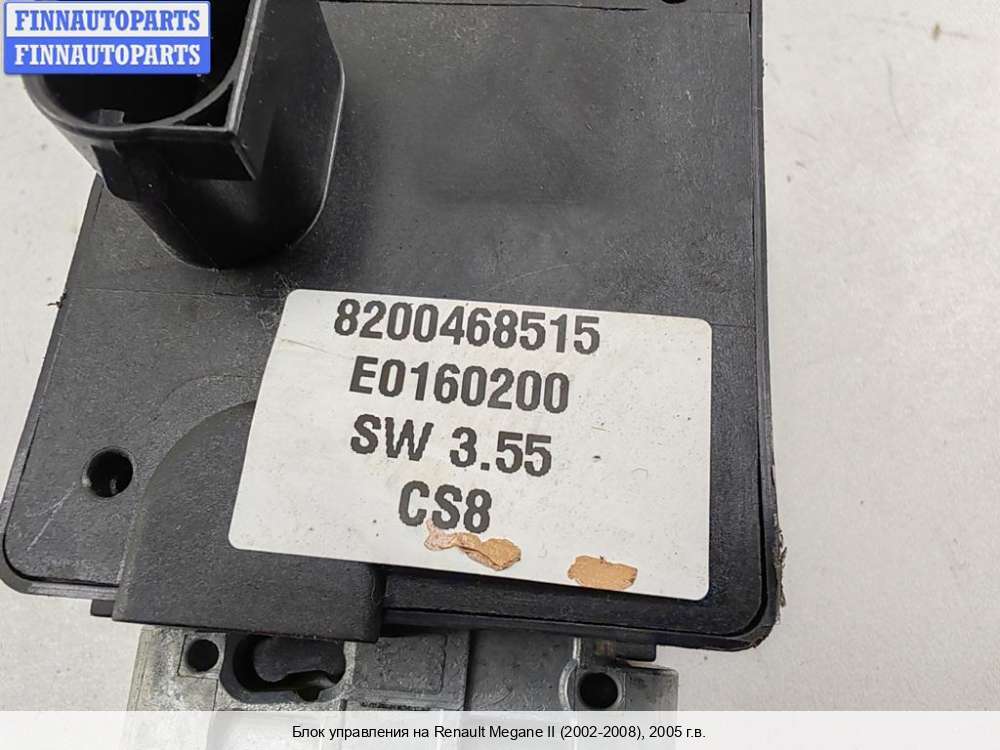 FINNAUTOPARTS
FINNAUTOPARTS
8200468515
E0160200
SW 3.55
CS8
Блок управления на Renault Megane II (2002-2008), 2005 г.в.